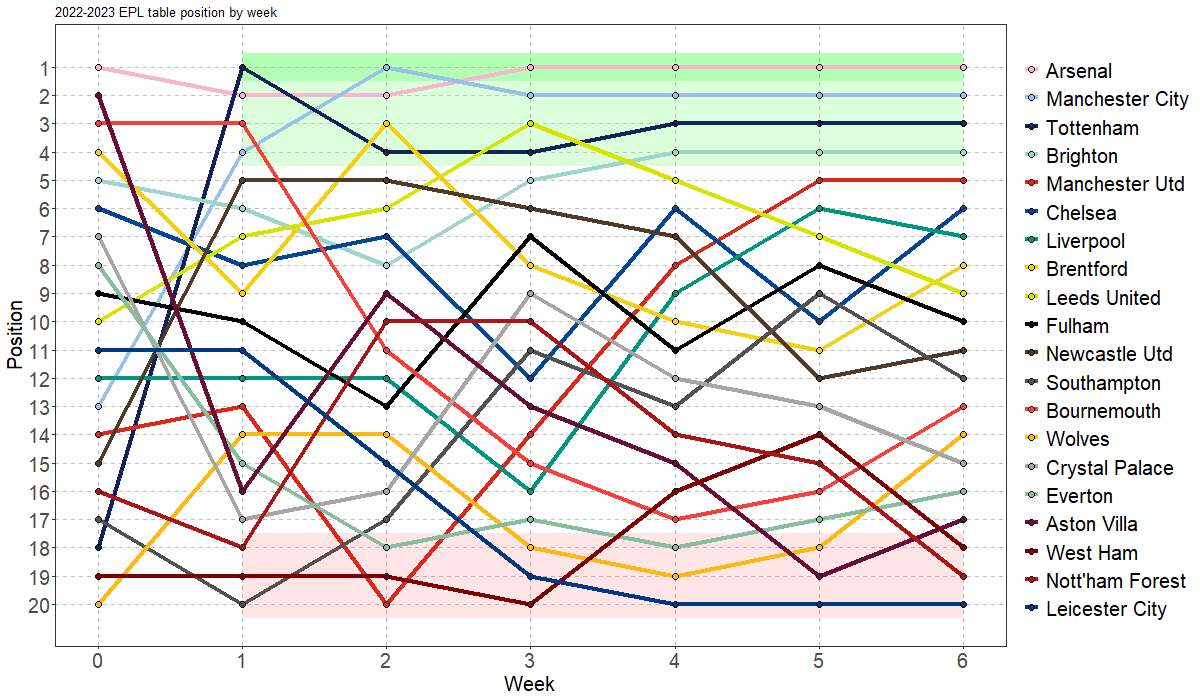 2022-2023 EPL table position by week
Position
1
2
3
4
5
6
7
8
9
10
11
12
13
14
15
16
17
18
19
20
0 1 2 3 4 5 6
Week
Arsenal
Manchester City
Tottenham
Brighton
Manchester Utd
Chelsea
Liverpool
Brentford
Leeds United
Fulham
Newcastle Utd
Southampton
Bournemouth
Wolves
Crystal Palace
Everton
Aston Villa
West Ham
Nott'ham Forest
Leicester City